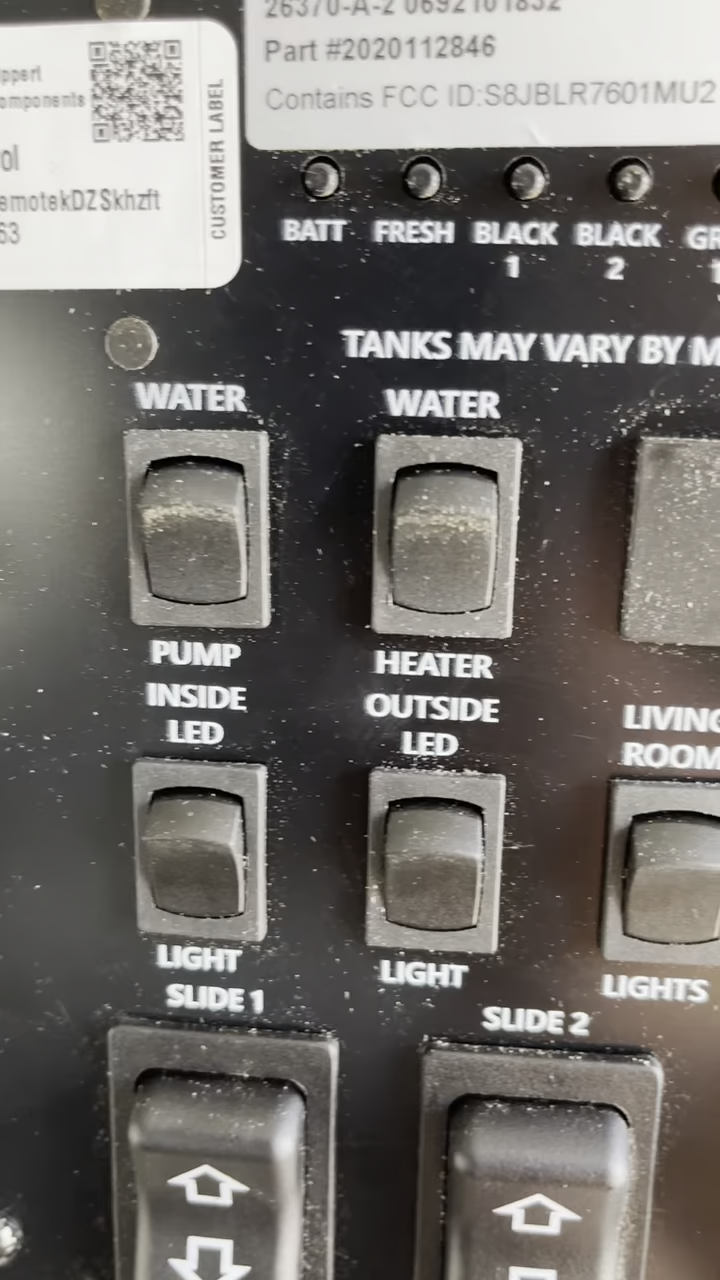 26370-A-2 0692101832
Part #2020112846
Contains FCC ID:S8JBLR7601MU2
CUSTOMER LABEL
BATT FRESH BLACK 1 BLACK 2
TANKS MAY VARY BY
WATER
PUMP
WATER
HEATER
INSIDE
LED
LIGHT
OUTSIDE
LED
LIGHT
LIVING
ROOM
LIGHTS
SLIDE 1
SLIDE 2